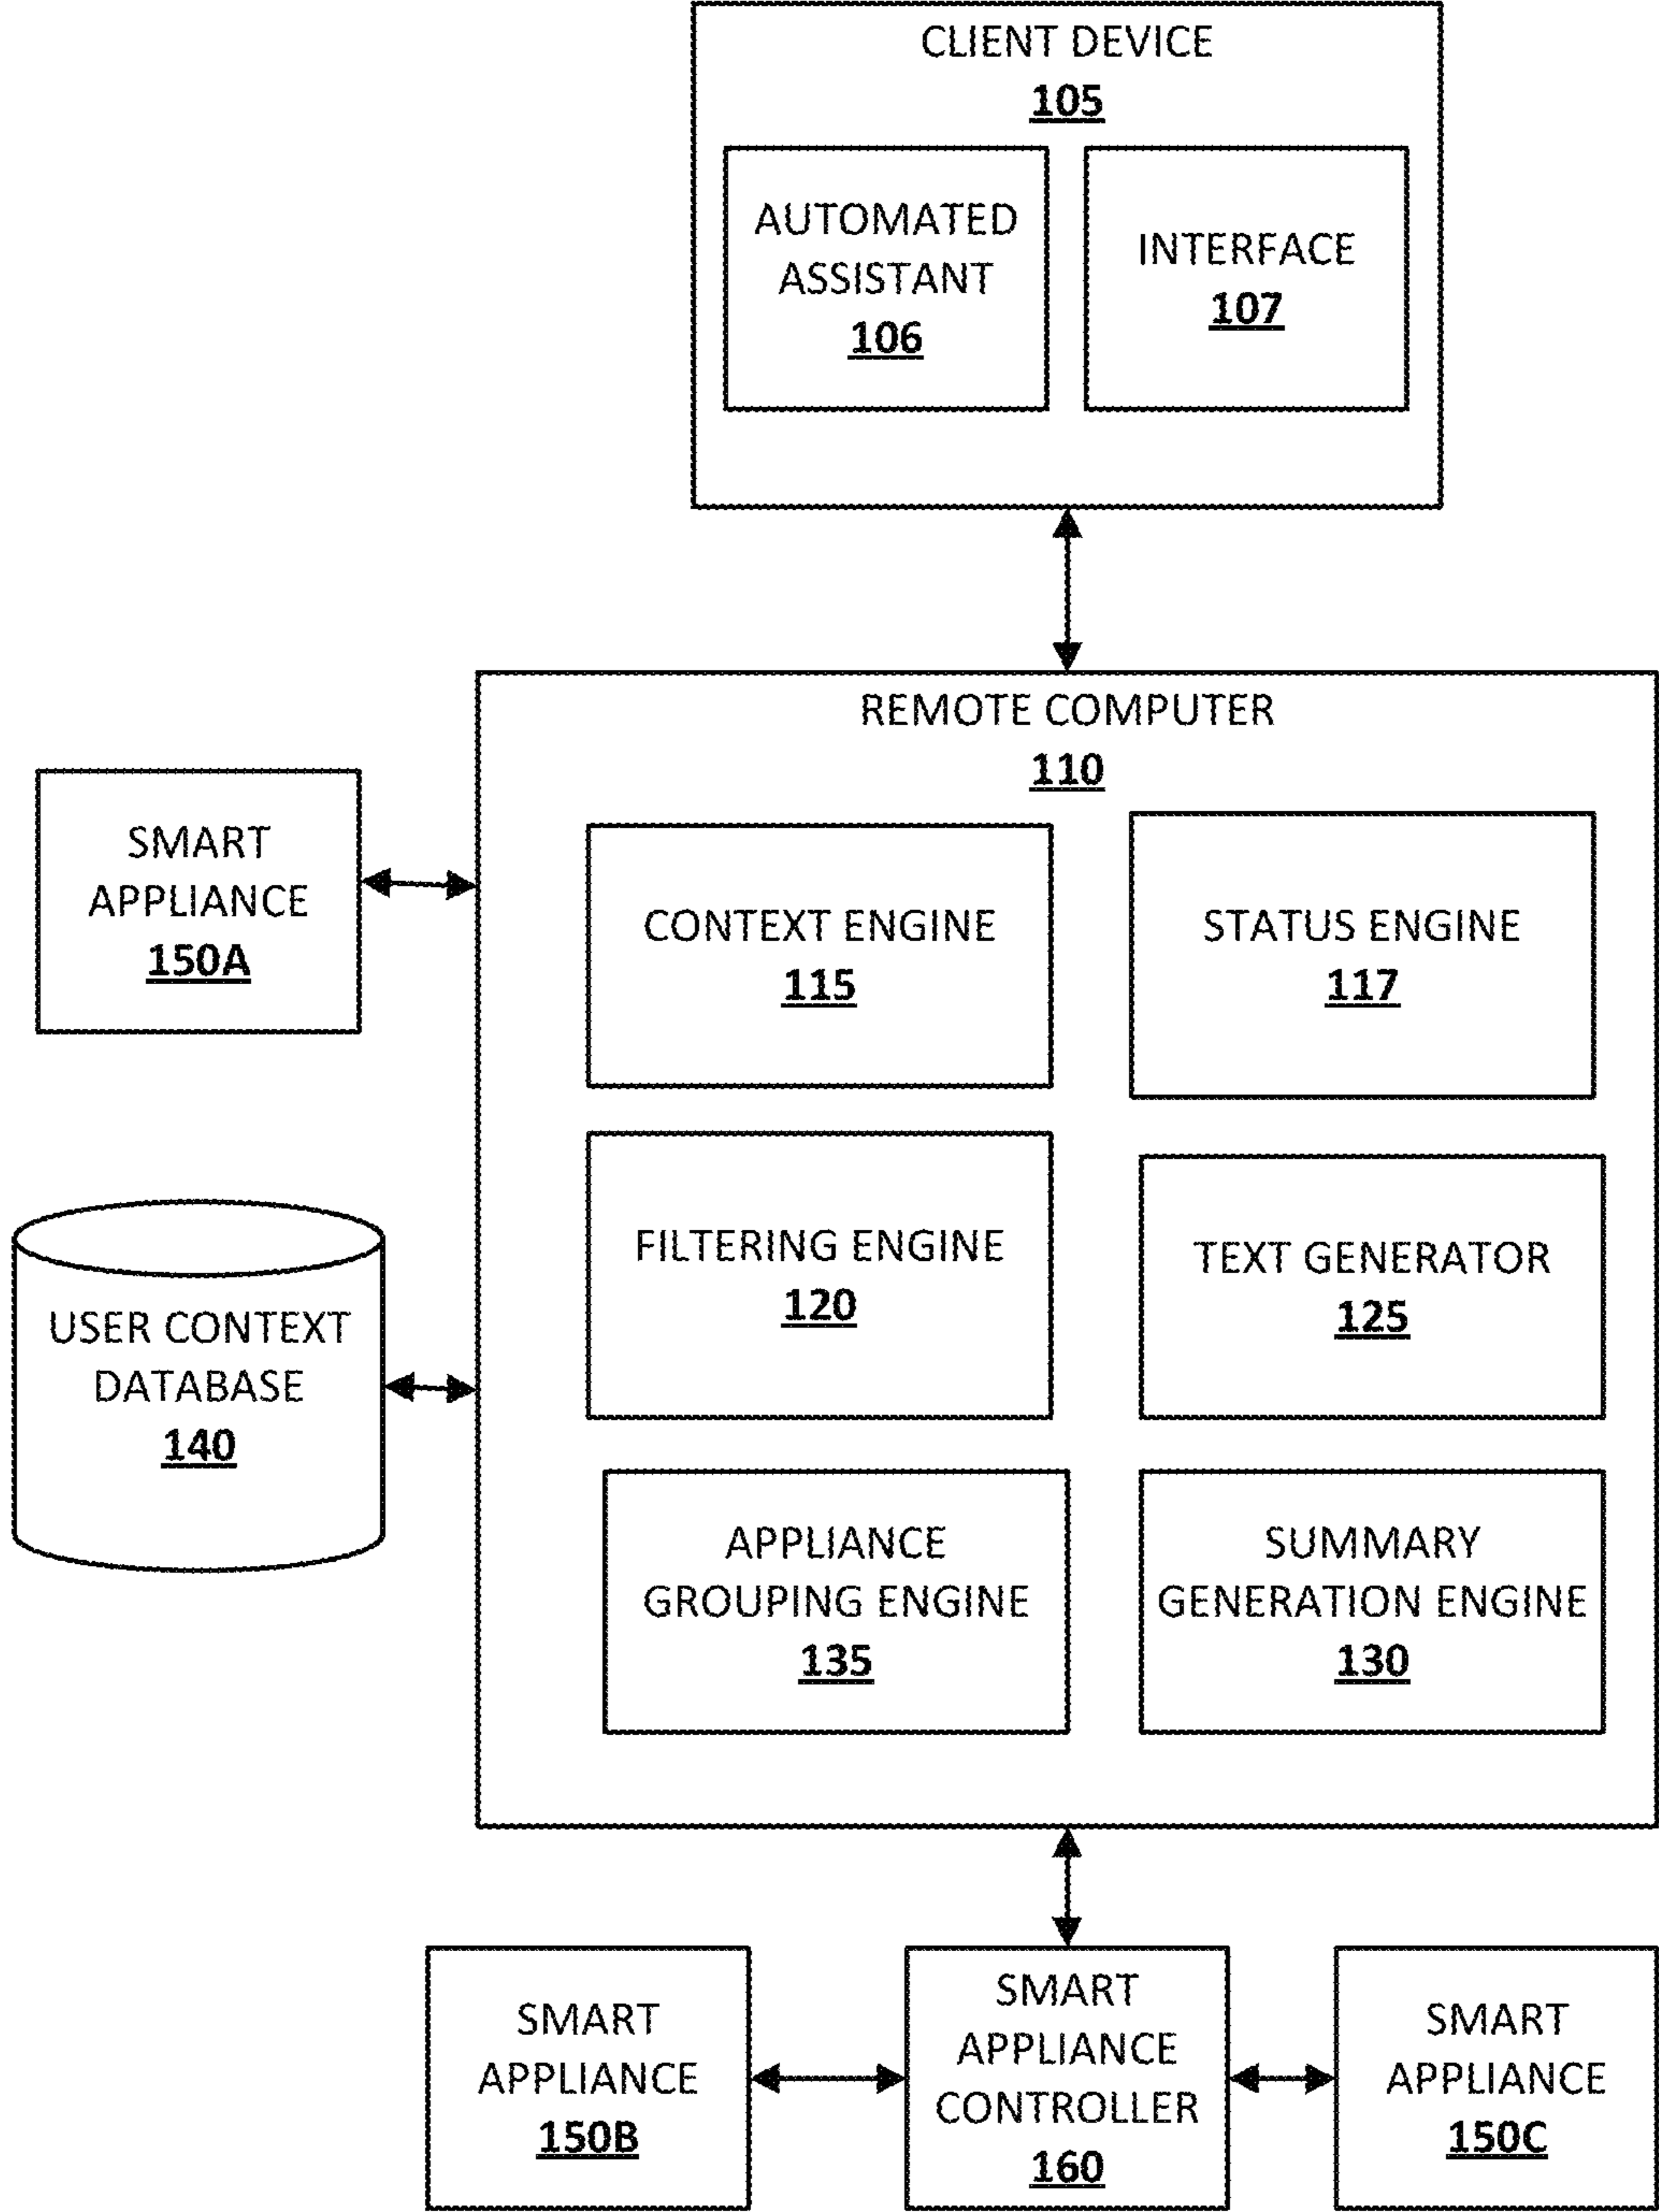 CLIENT DEVICE
105
AUTOMATED
ASSISTANT
106
INTERFACE
107
REMOTE COMPUTER
110
SMART
APPLIANCE
150A
CONTEXT ENGINE
115
STATUS ENGINE
117
USER CONTEXT
DATABASE
140
FILTERING ENGINE
120
TEXT GENERATOR
125
APPLIANCE
GROUPING ENGINE
135
SUMMARY
GENERATION ENGINE
130
SMART
APPLIANCE
150B
SMART
APPLIANCE
CONTROLLER
160
SMART
APPLIANCE
150C